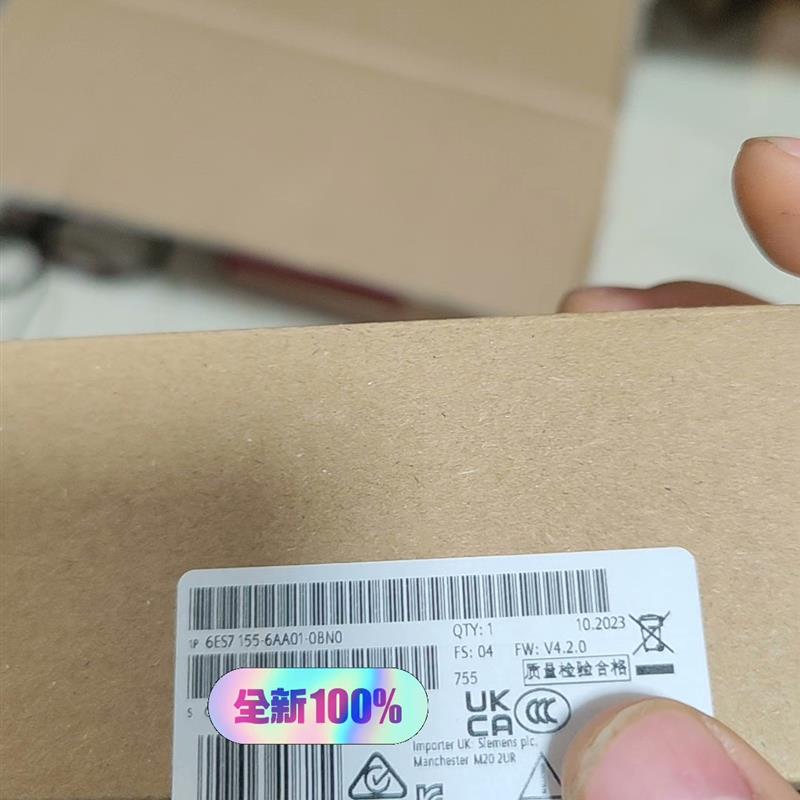 1P 6ES7 155-6AA01-0BN0
QTY: 1
10.2023
FS: 04
FW: V4.2.0
755
质量检验合格
S
全新100%
UK
CA
CCC
Importer UK: Siemens plc.
Manchester M20 2UR